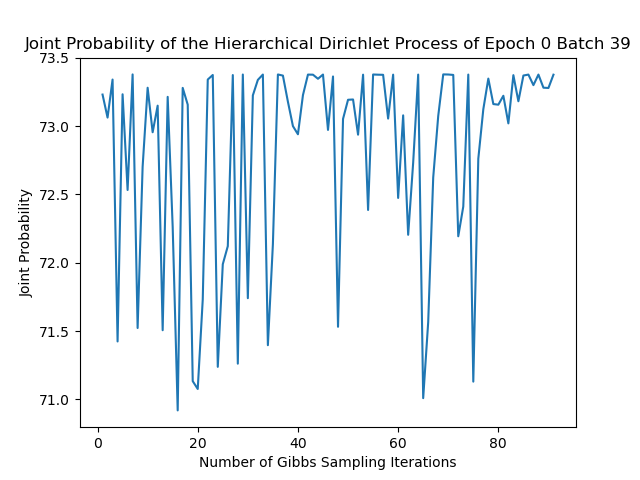 Joint Probability of the Hierarchical Dirichlet Process of Epoch 0 Batch 39
73.5
73.0
72.5
72.0
71.5
71.0
Joint Probability
0 20 40 60 80
Number of Gibbs Sampling Iterations